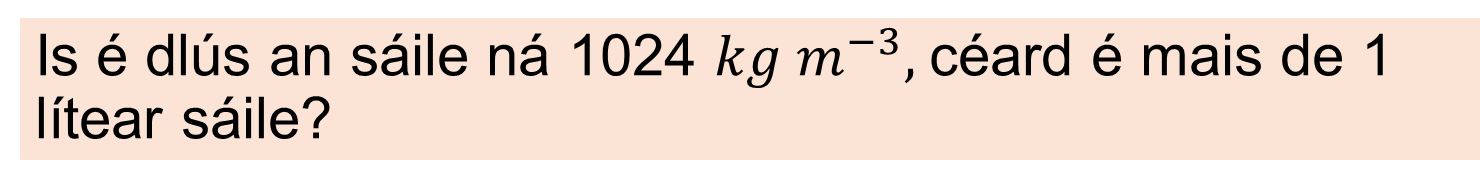 Is é dlús an sáile ná 1024 kg m⁻³, céard é mais de 1
lítear sáile?